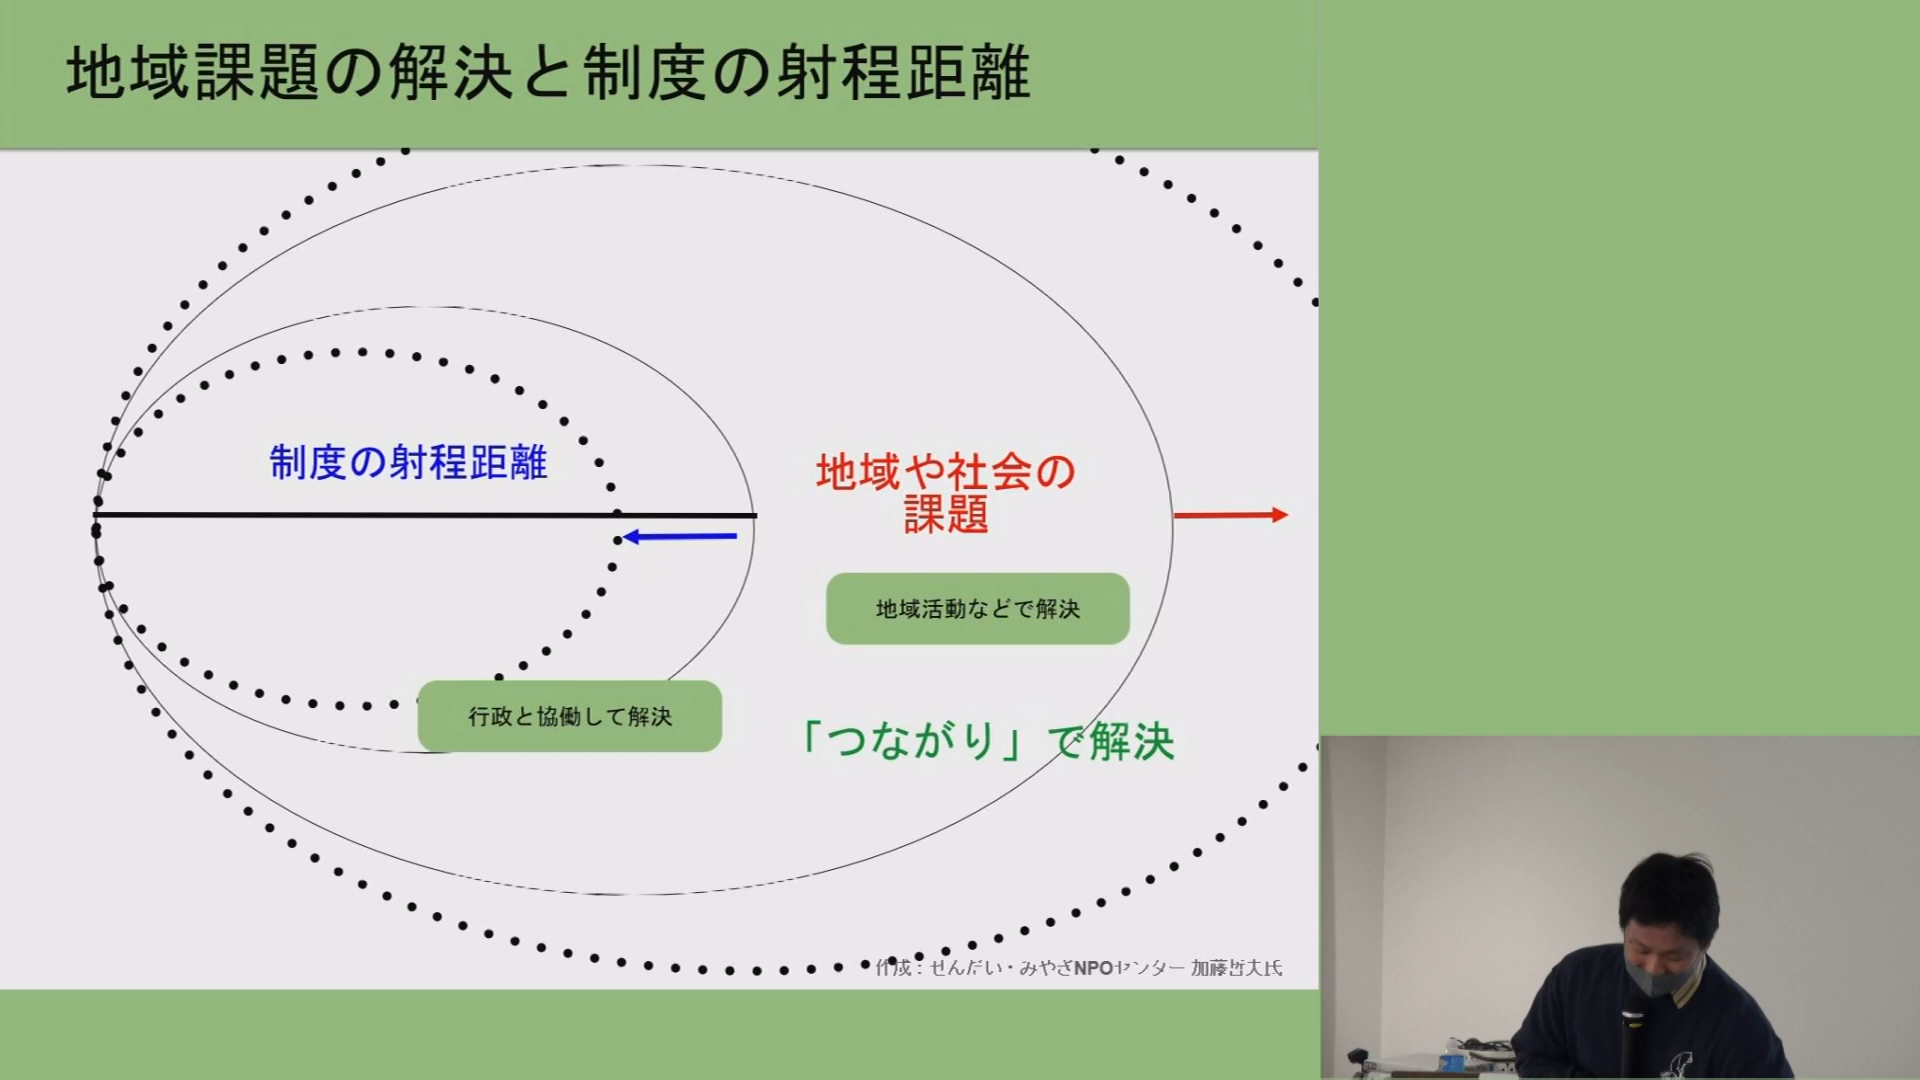 地域課題の解決と制度の射程距離
制度の射程距離
地域や社会の
課題
地域活動などで解決
行政と協働して解決
「つながり」で解決
作成：せんだい・みやぎNPOセンター 加藤哲夫氏